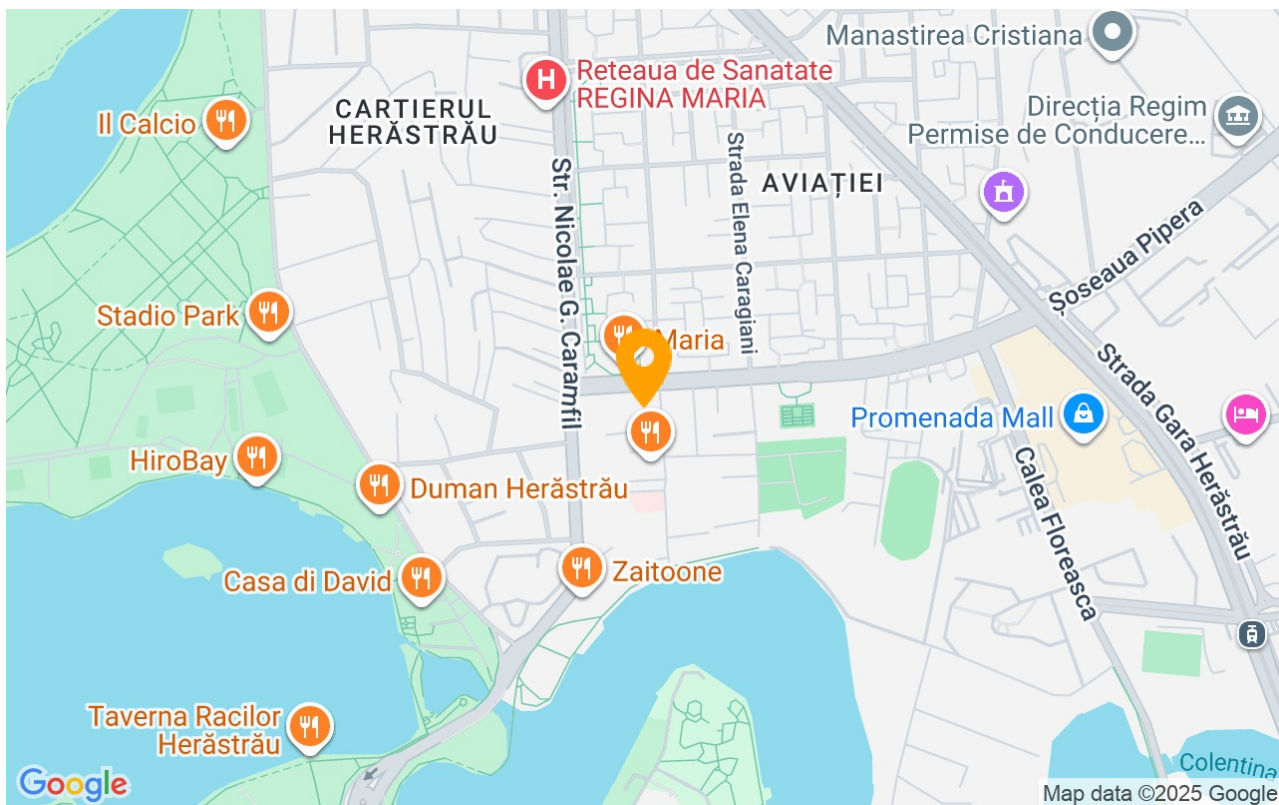 Manastirea Cristiana
Reteaua de Sanatate
REGINA MARIA
H
CARTIERUL
HERĂSTRĂU
Il Calcio
Direcția Regim
Permise de Conducere...
Strada Elena Caragiani
AVIAȚIEI
Str. Nicolae G. Caramfil
Șoseaua Pipera
Stadio Park
Maria
Strada Gara Herăstrău
Promenada Mall
HiroBay
Duman Herăstrău
Calea Floreasca
Casa di David
Zaitoone
Taverna Racilor
Herăstrău
Colentina
Google
Map data ©2025 Google